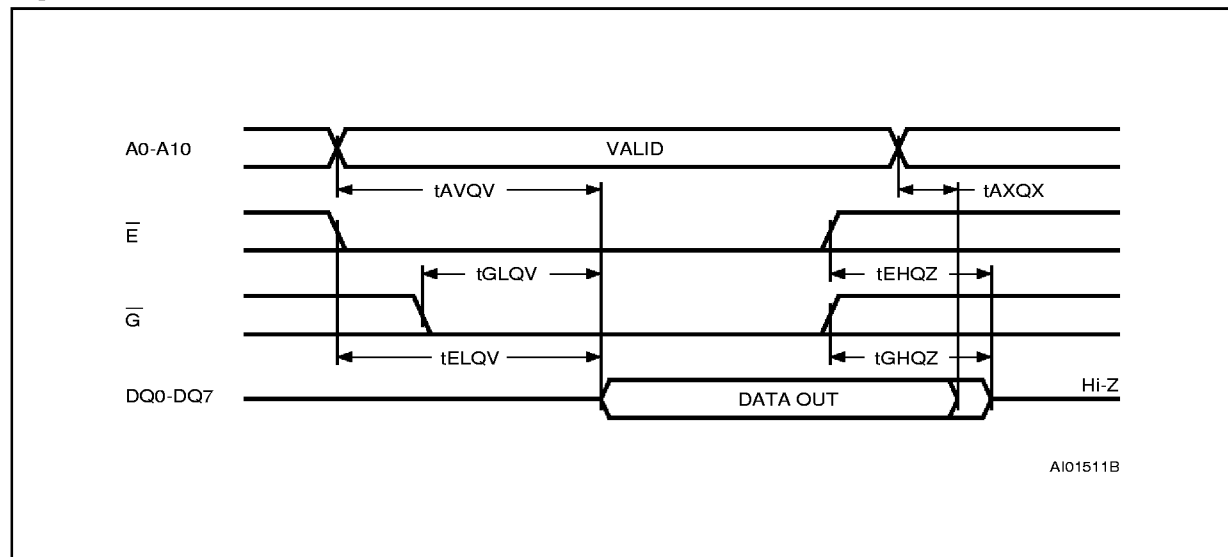 A0-A10
VALID
tAVQV
tAXQX
E
tGLQV
tEHQZ
G
tELQV
tGHQZ
DQ0-DQ7
DATA OUT
Hi-Z
AI01511B